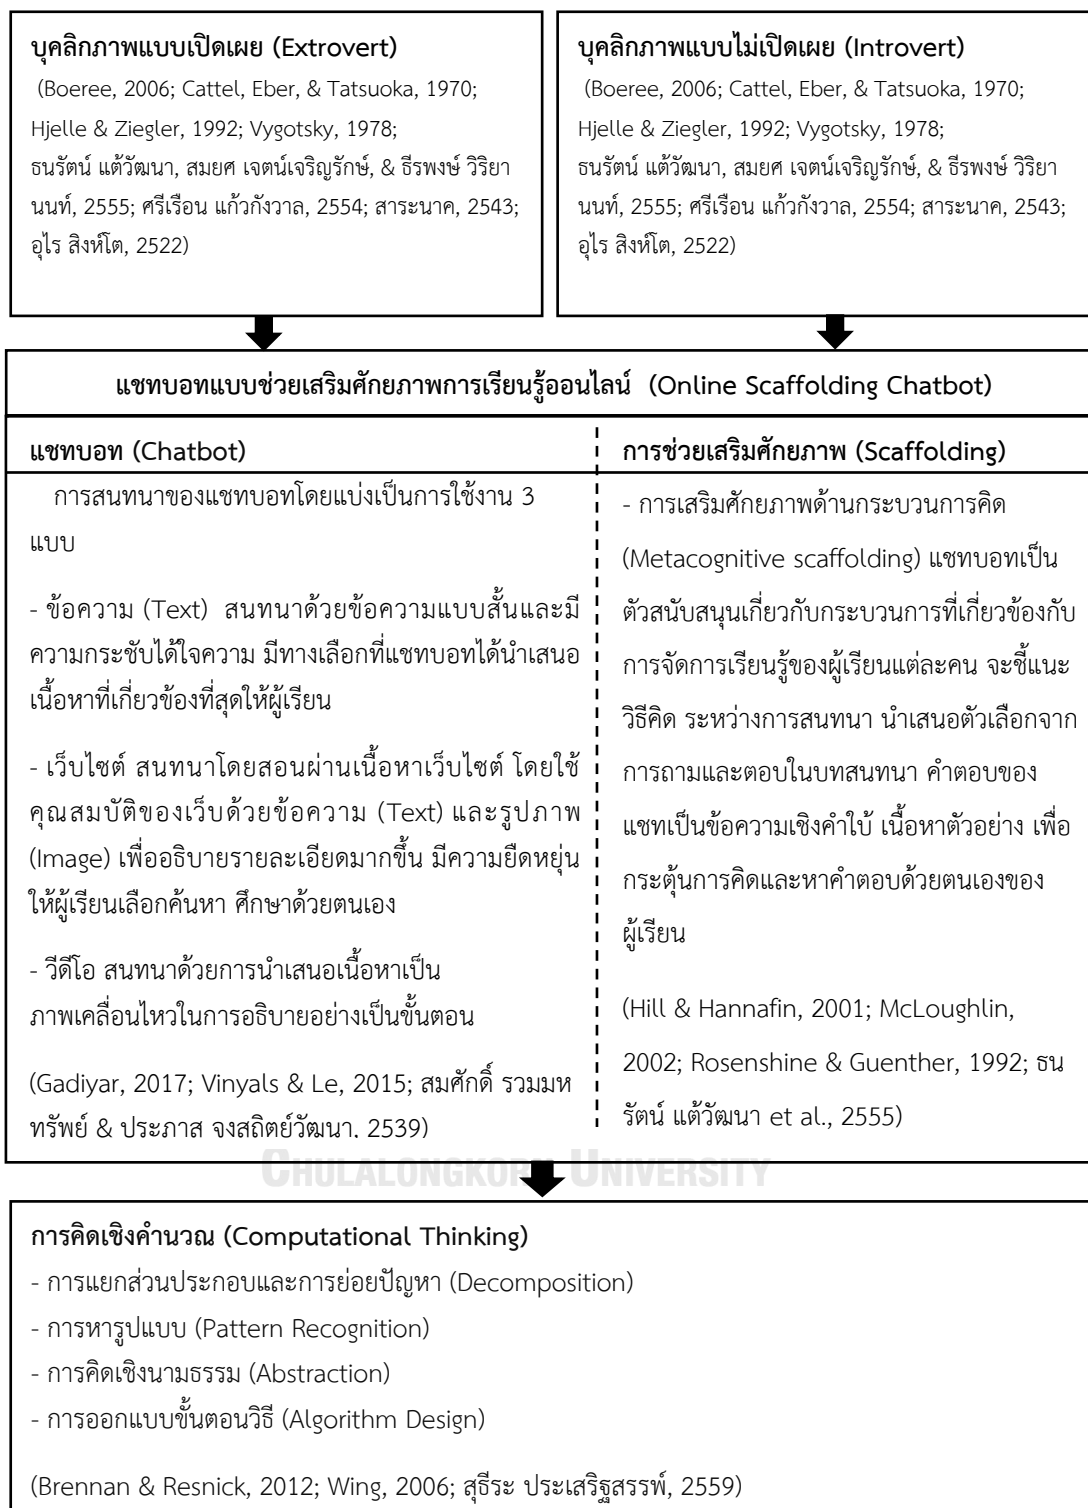 บุคลิกภาพแบบเปิดเผย (Extrovert)
(Boeree, 2006; Cattel, Eber, & Tatsuoka, 1970;
Hjelle & Ziegler, 1992; Vygotsky, 1978;
ธนรัตน์ แต้วัฒนา, สมยศ เจตน์เจริญรักษ์, & ธีรพงษ์ วิริยา
นนท์, 2555; ศรีเรือน แก้วกังวาล, 2554; สาระนาค, 2543;
อุไร สิงห์โต, 2522)
บุคลิกภาพแบบไม่เปิดเผย (Introvert)
(Boeree, 2006; Cattel, Eber, & Tatsuoka, 1970;
Hjelle & Ziegler, 1992; Vygotsky, 1978;
ธนรัตน์ แต้วัฒนา, สมยศ เจตน์เจริญรักษ์, & ธีรพงษ์ วิริยา
นนท์, 2555; ศรีเรือน แก้วกังวาล, 2554; สาระนาค, 2543;
อุไร สิงห์โต, 2522)
แชทบอทแบบช่วยเสริมศักยภาพการเรียนรู้ออนไลน์ (Online Scaffolding Chatbot)
แชทบอท (Chatbot)
การสนทนาของแชทบอทโดยแบ่งเป็นการใช้งาน 3
แบบ
- ข้อความ (Text) สนทนาด้วยข้อความแบบสั้นและมี
ความกระชับได้ใจความ มีทางเลือกที่แชทบอทได้นำเสนอ
เนื้อหาที่เกี่ยวข้องที่สุดให้ผู้เรียน
- เว็บไซต์ สนทนาโดยสอนผ่านเนื้อหาเว็บไซต์ โดยใช้
คุณสมบัติของเว็บด้วยข้อความ (Text) และรูปภาพ
(Image) เพื่ออธิบายรายละเอียดมากขึ้น มีความยืดหยุ่น
ให้ผู้เรียนเลือกค้นหา ศึกษาด้วยตนเอง
- วีดีโอ สนทนาด้วยการนำเสนอเนื้อหาเป็น
ภาพเคลื่อนไหวในการอธิบายอย่างเป็นขั้นตอน
(Gadiyar, 2017; Vinyals & Le, 2015; สมศักดิ์ รวมมห
ทรัพย์ & ประภาส จงสถิตย์วัฒนา, 2539)
การช่วยเสริมศักยภาพ (Scaffolding)
- การเสริมศักยภาพด้านกระบวนการคิด
(Metacognitive scaffolding) แชทบอทเป็น
ตัวสนับสนุนเกี่ยวกับกระบวนการที่เกี่ยวข้องกับ
การจัดการเรียนรู้ของผู้เรียนแต่ละคน จะชี้แนะ
วิธีคิด ระหว่างการสนทนา นำเสนอตัวเลือกจาก
การถามและตอบในบทสนทนา คำตอบของ
แชทเป็นข้อความเชิงคำใบ้ เนื้อหาตัวอย่าง เพื่อ
กระตุ้นการคิดและหาคำตอบด้วยตนเองของ
ผู้เรียน
(Hill & Hannafin, 2001; McLoughlin,
2002; Rosenshine & Guenther, 1992; ธน
รัตน์ แต้วัฒนา et al., 2555)
CHULALONGKORN UNIVERSITY
การคิดเชิงคำนวณ (Computational Thinking)
- การแยกส่วนประกอบและการย่อยปัญหา (Decomposition)
- การหารูปแบบ (Pattern Recognition)
- การคิดเชิงนามธรรม (Abstraction)
- การออกแบบขั้นตอนวิธี (Algorithm Design)
(Brennan & Resnick, 2012; Wing, 2006; สุธีระ ประเสริฐสรรพ์, 2559)